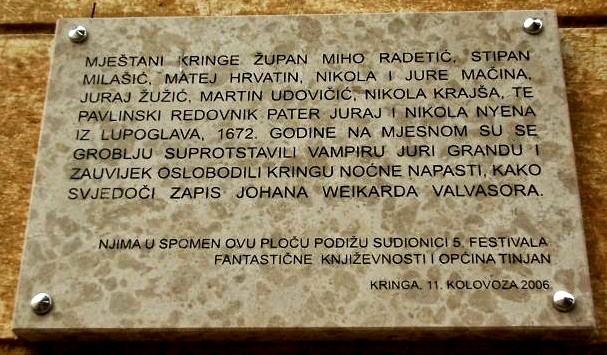 MJEŠTANI KRINGE ŽUPAN MIHO RADETIĆ, STIPAN
MILAŠIĆ, MATEJ HRVATIN, NIKOLA I JURE MAČINA,
JURAJ ŽUŽIĆ, MARTIN UDOVIČIĆ, NIKOLA KRAJŠA, TE
PAVLINSKI REDOVNIK PATER JURAJ I NIKOLA NYENA
IZ LUPOGLAVA, 1672. GODINE NA MJESNOM SU SE
GROBLJU SUPROTSTAVILI VAMPIRU JURI GRANDU I
ZAUVIJEK OSLOBODILI KRINGU NOĆNE NAPASTI, KAKO
SVJEDOČI ZAPIS JOHANA WEIKARDA VALVASORA.
NJIMA U SPOMEN OVU PLOČU PODIŽU SUDIONICI 5. FESTIVALA
FANTASTIČNE KNJIŽEVNOSTI I OPĆINA TINJAN
KRINGA, 11. KOLOVOZA 2006.